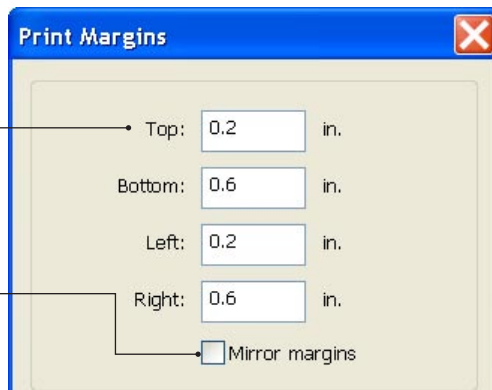 Print Margins
Top: 0.2 in.
Bottom: 0.6 in.
Left: 0.2 in.
Right: 0.6 in.
Mirror margins